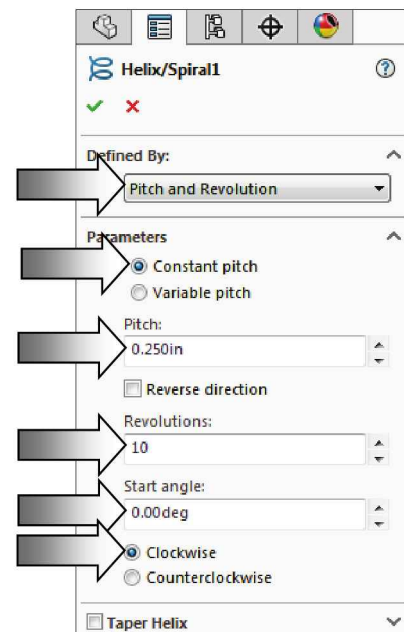 Helix/Spiral1
?
Defined By:
Pitch and Revolution
Parameters
Constant pitch
Variable pitch
Pitch:
0.250in
Reverse direction
Revolutions:
10
Start angle:
0.00deg
Clockwise
Counterclockwise
Taper Helix